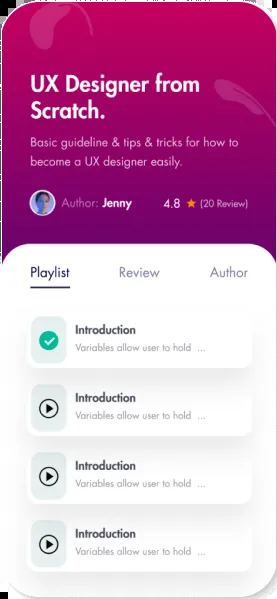 UX Designer from
Scratch.
Basic guideline & tips & tricks for how to
become a UX designer easily.
Author: Jenny 4.8 (20 Review)
Playlist Review Author
Introduction
Variables allow user to hold ...
Introduction
Variables allow user to hold ...
Introduction
Variables allow user to hold ...
Introduction
Variables allow user to hold ...